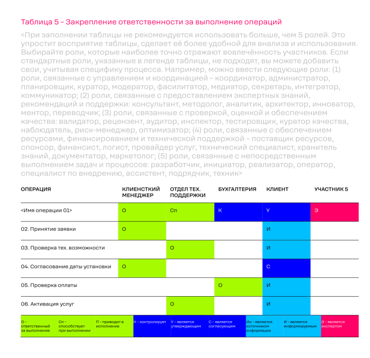 Таблица 5 – Закрепление ответственности за выполнение операций
<При заполнении таблицы не рекомендуется использовать больше, чем 5 ролей. Это
упростит восприятие таблицы, сделает её более удобной для анализа и использования.
Выбирайте роли, которые наиболее точно отражают вовлечённость участников. Если
стандартные роли, указанные в легенде таблицы, не подходят, вы можете добавить
свои, учитывая специфику процесса. Например, можно ввести следующие роли: (1)
роли, связанные с управлением и координацией – координатор, администратор,
планировщик, куратор, модератор, фасилитатор, медиатор, секретарь, интегратор,
коммуникатор; (2) роли, связанные с предоставлением экспертных знаний,
рекомендаций и поддержки: консультант, методолог, аналитик, архитектор, инноватор,
ментор, переводчик; (3) роли, связанные с проверкой, оценкой и обеспечением
качества: валидатор, рецензент, аудитор, инспектор, тестировщик, куратор качества,
наблюдатель, риск-менеджер, оптимизатор; (4) роли, связанные с обеспечением
ресурсами, финансированием и технической поддержкой – поставщик ресурсов,
спонсор, финансист, логист, провайдер услуг, технический специалист, хранитель
знаний, документатор, маркетолог; (5) роли, связанные с непосредственным
выполнением задач и процессов: разработчик, инициатор, реализатор, оператор,
специалист по внедрению, ассистент, подрядчик, техник>
ОПЕРАЦИЯ КЛИЕНСТКИЙ МЕНЕДЖЕР ОТДЕЛ ТЕХ. ПОДДЕРЖКИ БУХГАЛТЕРИЯ КЛИЕНТ УЧАСТНИК 5
<Имя операции 01> О Сп К У Э
02. Принятие заявки О И
03. Проверка тех. возможности О И
04. Согласование даты установки О С
05. Проверка оплаты О И
06. Активация услуг О И
О – ответственный за выполнение
Сп – способствует при выполнении
П – приводит в исполнение
К – контролирует
У – является утверждающим
С – является согласующим
Ин – является источником информации
И – является информируемым
Э – является экспертом